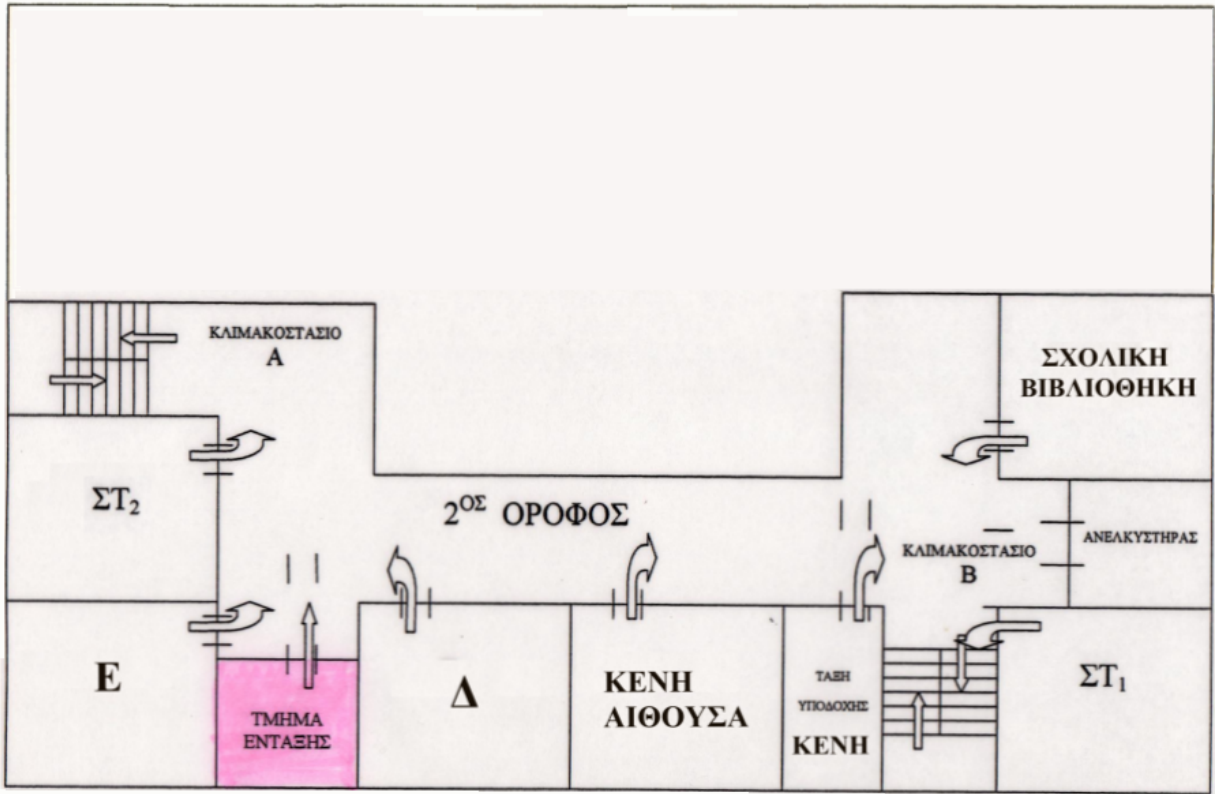 ΚΛΙΜΑΚΟΣΤΑΣΙΟ
Α
ΣΧΟΛΙΚΗ
ΒΙΒΛΙΟΘΗΚΗ
ΣΤ2
2ΟΣ ΟΡΟΦΟΣ
ΚΛΙΜΑΚΟΣΤΑΣΙΟ
Β
ΑΝΕΛΚΥΣΤΗΡΑΣ
Ε
ΤΜΗΜΑ
ΕΝΤΑΞΗΣ
Δ
ΚΕΝΗ
ΑΙΘΟΥΣΑ
ΤΑΞΗ
ΥΠΟΔΟΧΗΣ
ΚΕΝΗ
ΣΤ1